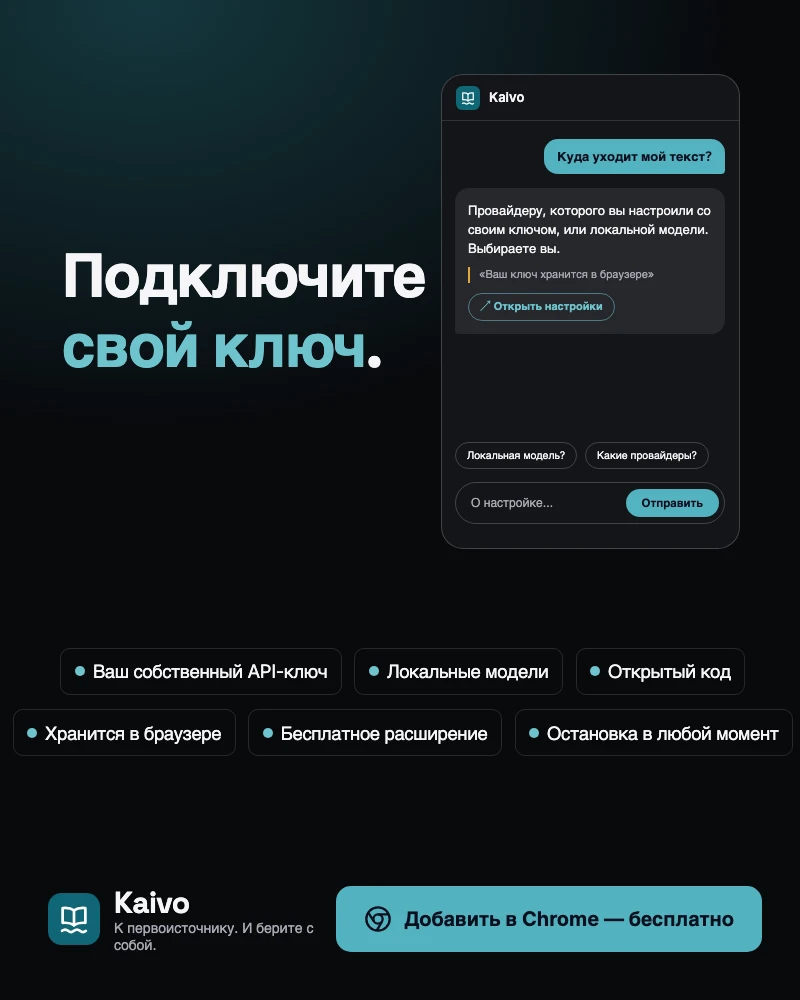 Kaivo
Куда уходит мой текст?
Провайдеру, которого вы настроили со
своим ключом, или локальной модели.
Выбираете вы.
«Ваш ключ хранится в браузере»
↗ Открыть настройки
Подключите
свой ключ.
Локальная модель?
Какие провайдеры?
О настройке...
Отправить
Ваш собственный API-ключ
Локальные модели
Открытый код
Хранится в браузере
Бесплатное расширение
Остановка в любой момент
Kaivo
К первоисточнику. И берите с
собой.
Добавить в Chrome — бесплатно